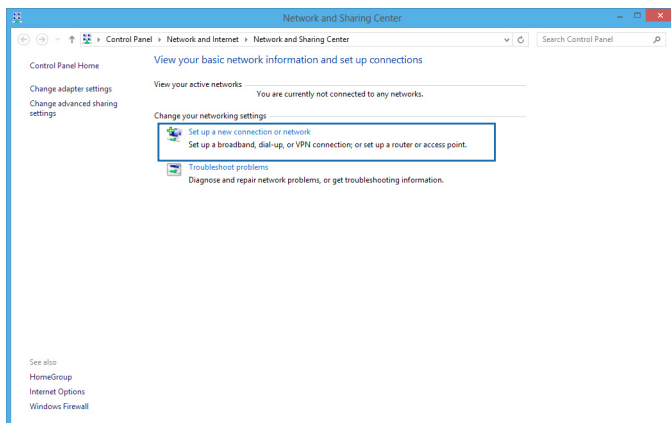 Network and Sharing Center
Control Panel Network and Internet Network and Sharing Center
Search Control Panel
Control Panel Home
Change adapter settings
Change advanced sharing
settings
View your basic network information and set up connections
View your active networks
You are currently not connected to any networks.
Change your networking settings
Set up a new connection or network
Set up a broadband, dial-up, or VPN connection; or set up a router or access point.
Troubleshoot problems
Diagnose and repair network problems, or get troubleshooting information.
See also
HomeGroup
Internet Options
Windows Firewall